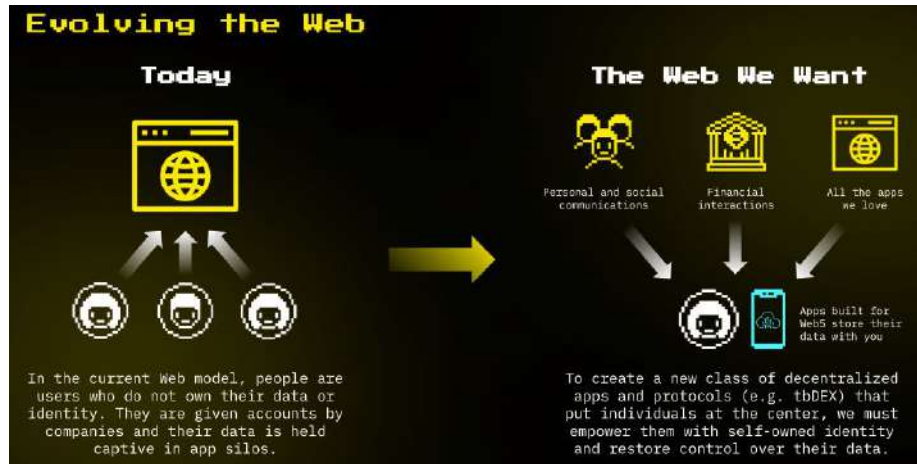 Evolving the Web
Today
In the current Web model, people are
users who do not own their data or
identity. They are given accounts by
companies and their data is held
captive in app silos.
The Web We Want
Personal and social
communications
Financial
interactions
All the apps
we love
Apps built for
Web5 store their
data with you
To create a new class of decentralized
apps and protocols (e.g. tbDEX) that
put individuals at the center, we must
empower them with self-owned identity
and restore control over their data.